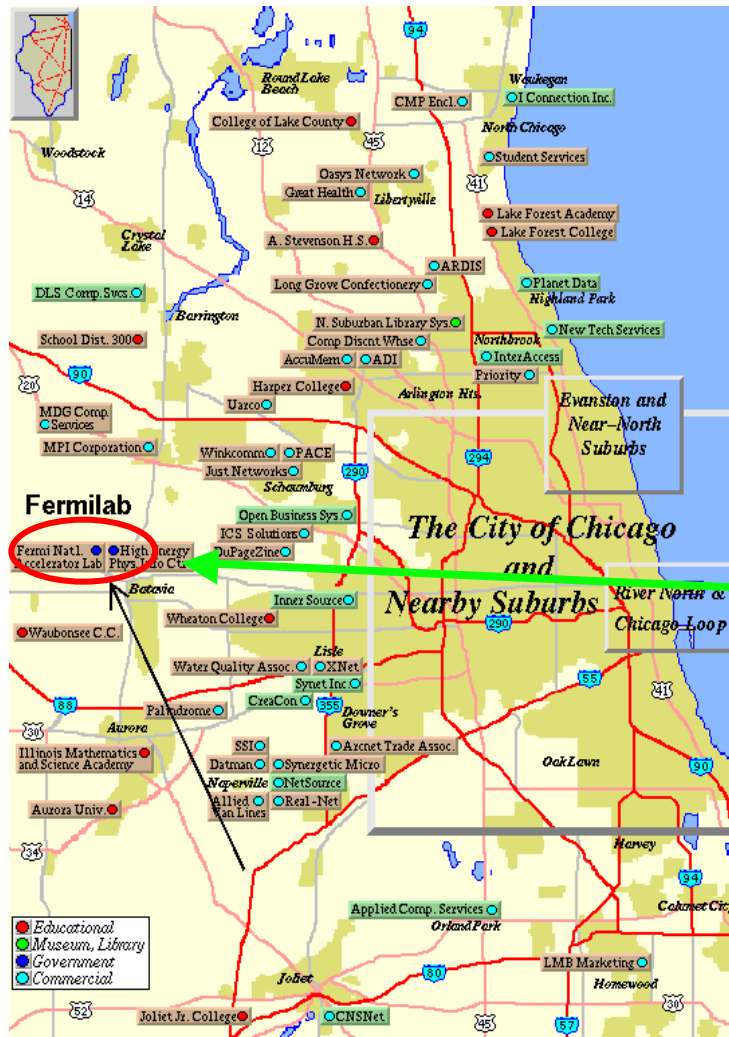 94
Round Lake
Beach
Waukegan
CMP Encl.
I Connection Inc.
College of Lake County
North Chicago
45
12
Woodstock
Student Services
Oasys Network
41
Great Health
14
Libertyville
Lake Forest Academy
Lake Forest College
Crystal
Lake
A. Stevenson H.S.
ARDIS
Long Grove Confectionery
Planet Data
DLS Comp. Svcs.
Highland Park
Barrington
N. Suburban Library Sys.
New Tech Services
School Dist. 300
Comp Discnt Whse
Northbrook
AccuMem
ADI
InterAccess
90
Priority
20
Harper College
Arlington Hts.
Evanston and
Near-North
Suburbs
Uarco
MDG Comp.
Services
MPI Corporation
Winkcomm
PACE
294
Just Networks
290
Schaumburg
Fermilab
Open Business Sys
ICS Solutions
The City of Chicago
and
Nearby Suburbs
Fermi Natl.
Accelerator Lab
High Energy
Phys. Info Ctr
DuPageZine
Batavia
Inner Source
River North &
Chicago Loop
Wheaton College
290
Waubonsee C.C.
Lisle
Water Quality Assoc.
XNet
55
Synet Inc
41
CreaCon
88
355
Palindrome
Downer's
Grove
30
Aurora
SSI
Arcnet Trade Assoc.
Illinois Mathematics
and Science Academy
Datman
Synergetic Micro
Oak Lawn
90
Naperville
NetSource
Allied
Van Lines
Real-Net
Aurora Univ.
34
Harvey
94
Applied Comp. Services
Calumet City
Orland Park
Educational
Museum, Library
Government
Commercial
LMB Marketing
Joliet
80
Homewood
52
30
Joliet Jr. College
CNSNet
45
57